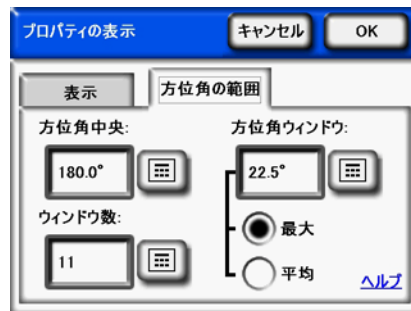 プロパティの表示 キャンセル OK
表示 方位角の範囲
方位角中央: 方位角ウィンドウ:
180.0° 22.5°
ウィンドウ数: 最大
11 平均
ヘルプ